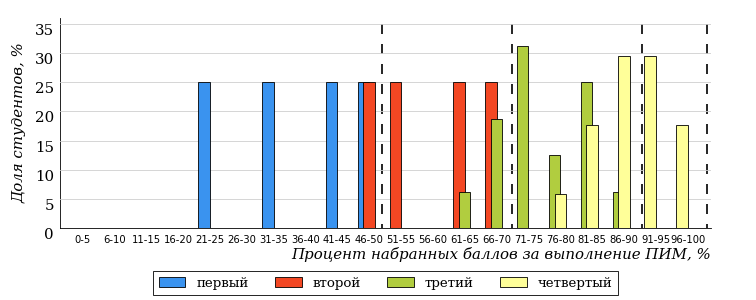 35
30
25
20
15
10
5
0
Доля студентов, %
0-5 6-10 11-15 16-20 21-25 26-30 31-35 36-40 41-45 46-50 51-55 56-60 61-65 66-70 71-75 76-80 81-85 86-90 91-95 96-100
Процент набранных баллов за выполнение ПИМ, %
первый второй третий четвертый